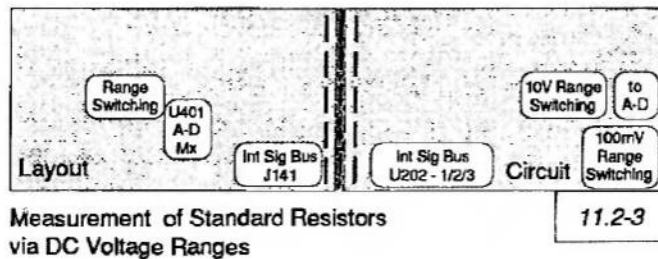 Range
Switching
U401
A-D
Mx
Int Sig Bus
J141
Layout
10V Range
Switching
to
A-D
Int Sig Bus
U202 - 1/2/3
Circuit
100mV
Range
Switching
Measurement of Standard Resistors
via DC Voltage Ranges
11.2-3